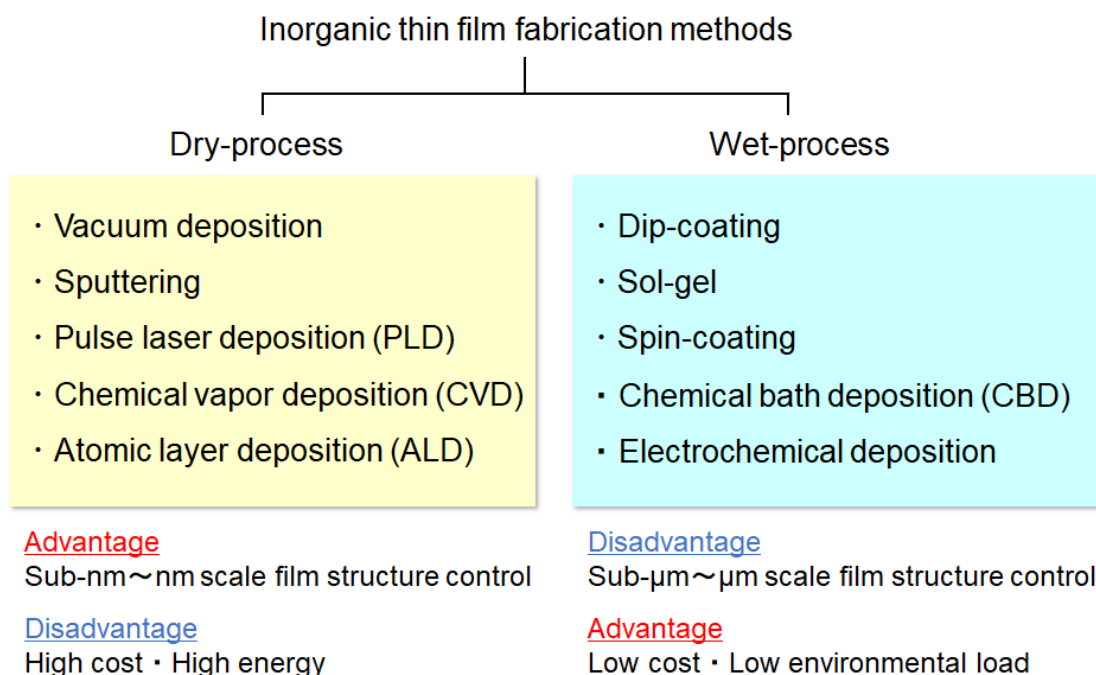 Inorganic thin film fabrication methods
Dry-process
・Vacuum deposition
・Sputtering
・Pulse laser deposition (PLD)
・Chemical vapor deposition (CVD)
・Atomic layer deposition (ALD)
Advantage
Sub-nm～nm scale film structure control
Disadvantage
High cost・High energy
Wet-process
・Dip-coating
・Sol-gel
・Spin-coating
・Chemical bath deposition (CBD)
・Electrochemical deposition
Disadvantage
Sub-μm～μm scale film structure control
Advantage
Low cost・Low environmental load